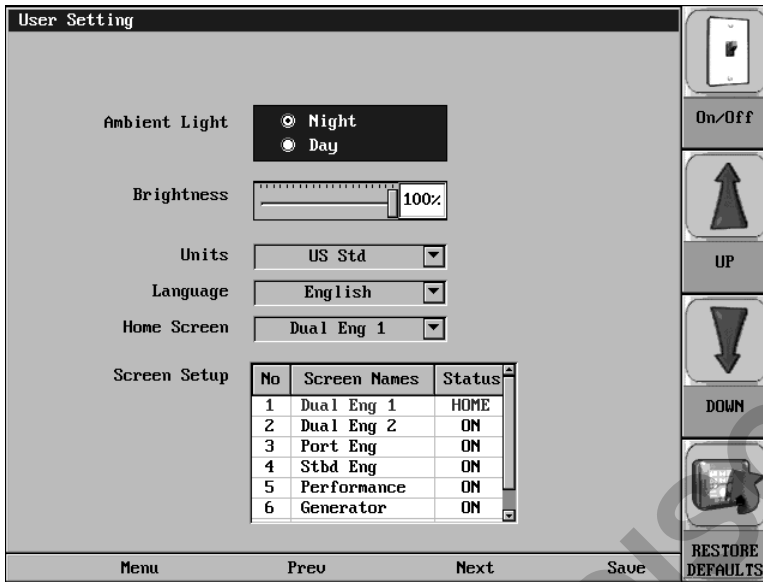 User Setting
On/Off
Ambient Light
Night
Day
Brightness
100%
UP
Units
US Std
Language
English
Home Screen
Dual Eng 1
Screen Setup
No Screen Names Status
1 Dual Eng 1 HOME
2 Dual Eng 2 ON
3 Port Eng ON
4 Stbd Eng ON
5 Performance ON
6 Generator ON
DOWN
RESTORE
DEFAULTS
Menu Prev Next Save